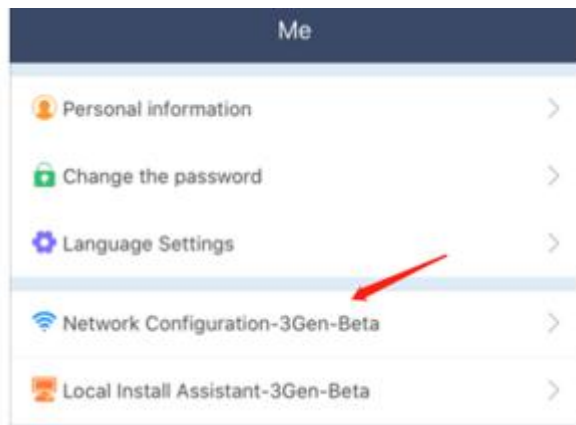 Me
Personal information
Change the password
Language Settings
Network Configuration-3Gen-Beta
Local Install Assistant-3Gen-Beta